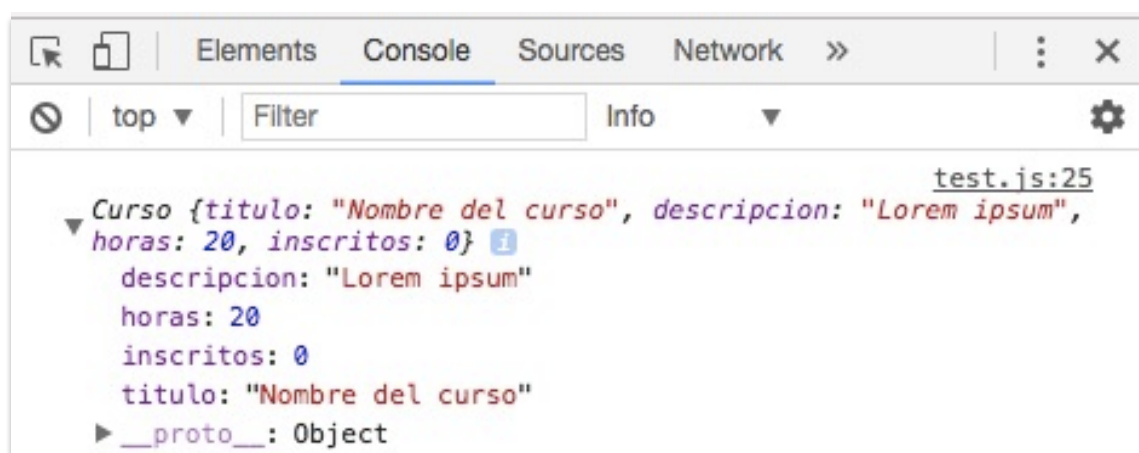 Elements Console Sources Network »
top ▼ Filter Info ▼
test.js:25
▼ Curso {titulo: "Nombre del curso", descripcion: "Lorem ipsum",
horas: 20, inscritos: 0} i
descripcion: "Lorem ipsum"
horas: 20
inscritos: 0
titulo: "Nombre del curso"
▶ __proto__: Object